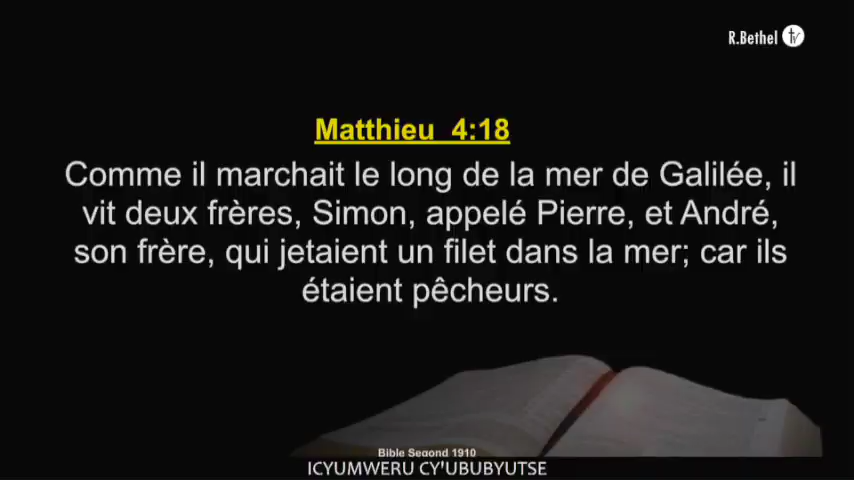 R.Bethel tv
Matthieu 4:18
Comme il marchait le long de la mer de Galilée, il
vit deux frères, Simon, appelé Pierre, et André,
son frère, qui jetaient un filet dans la mer; car ils
étaient pêcheurs.
Bible Segond 1910
ICYUMWERU CY'UBUBYUTSE